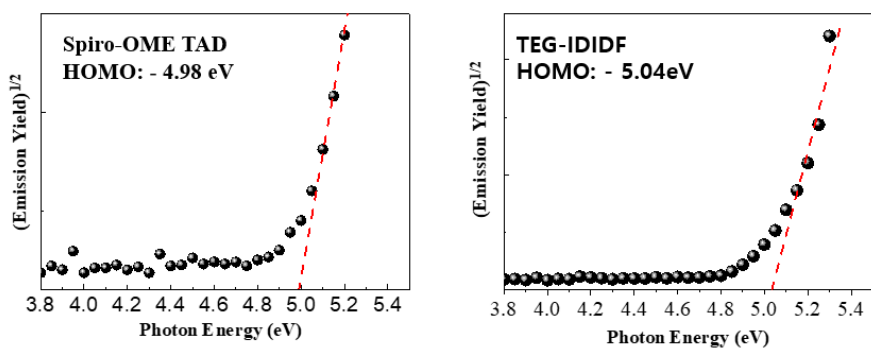 Spiro-OME TAD
HOMO: - 4.98 eV
(Emission Yield)1/2
3.8 4.0 4.2 4.4 4.6 4.8 5.0 5.2 5.4
Photon Energy (eV)
TEG-IDIDF
HOMO: - 5.04eV
(Emission Yield)1/2
3.8 4.0 4.2 4.4 4.6 4.8 5.0 5.2 5.4
Photon Energy (eV)